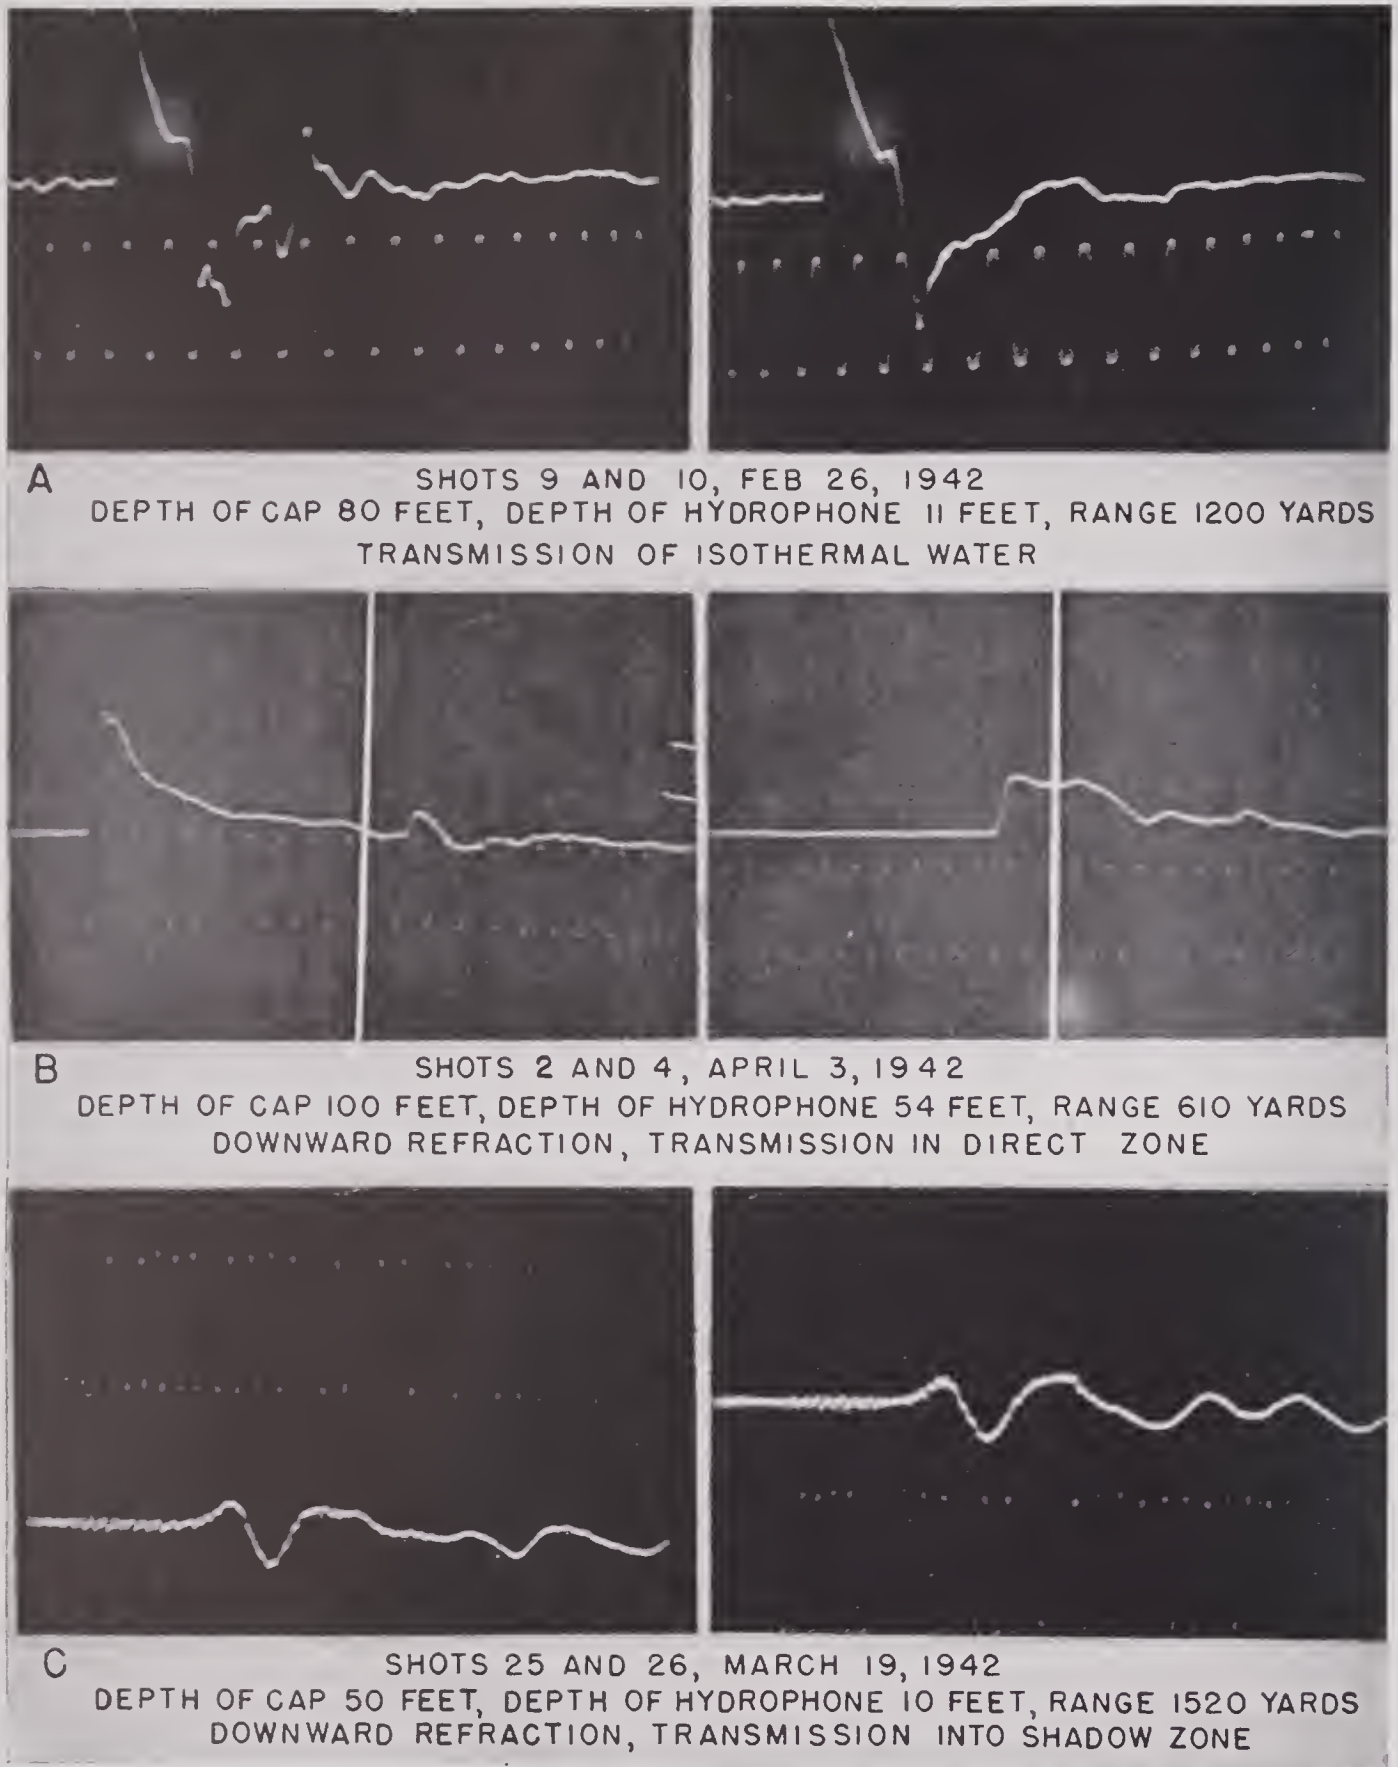 A
SHOTS 9 AND 10, FEB 26, 1942
DEPTH OF CAP 80 FEET, DEPTH OF HYDROPHONE 11 FEET, RANGE 1200 YARDS
TRANSMISSION OF ISOTHERMAL WATER
B
SHOTS 2 AND 4, APRIL 3, 1942
DEPTH OF CAP 100 FEET, DEPTH OF HYDROPHONE 54 FEET, RANGE 610 YARDS
DOWNWARD REFRACTION, TRANSMISSION IN DIRECT ZONE
C
SHOTS 25 AND 26, MARCH 19, 1942
DEPTH OF CAP 50 FEET, DEPTH OF HYDROPHONE 10 FEET, RANGE 1520 YARDS
DOWNWARD REFRACTION, TRANSMISSION INTO SHADOW ZONE